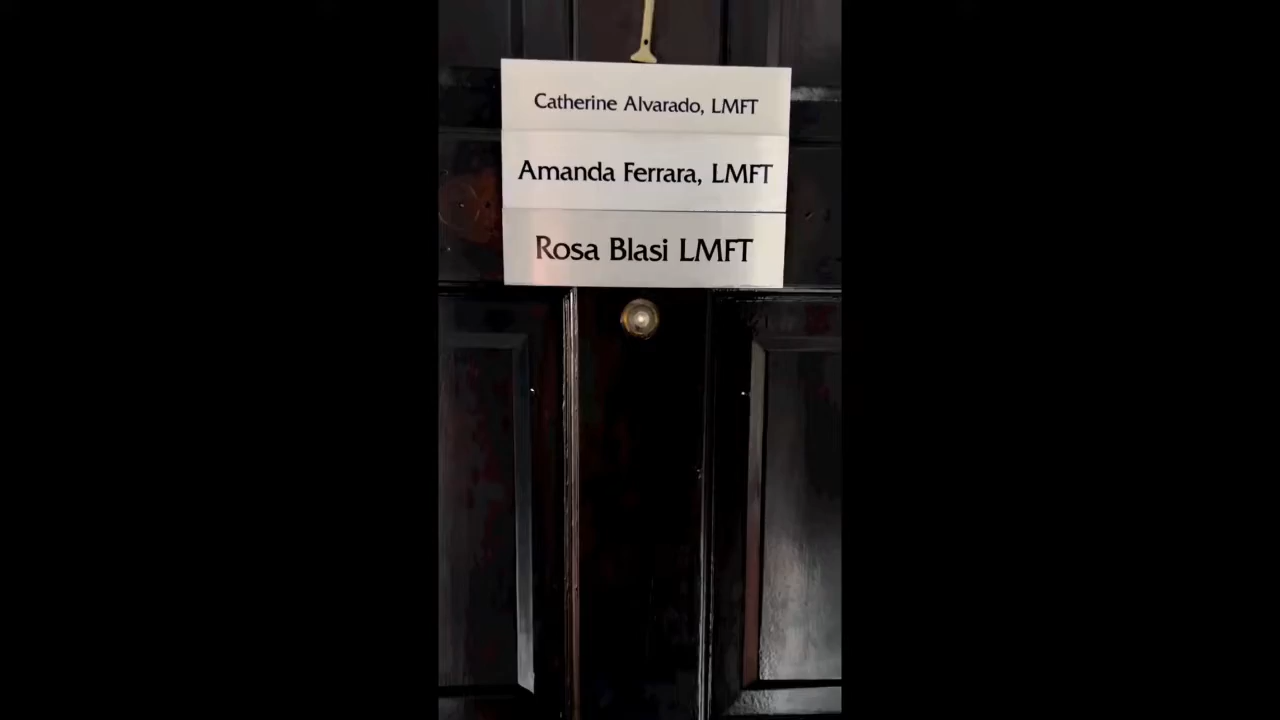 Catherine Alvarado, LMFT
Amanda Ferrara, LMFT
Rosa Blasi LMFT